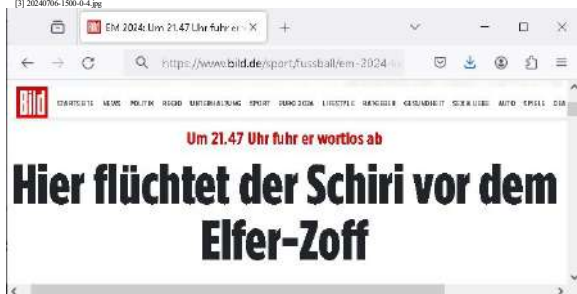 [3] 20240706-1500-0-4.jpg
EM 2024: Um 21.47 Uhr fuhr er
https://www.bild.de/sport/fussball/em-2024-
Bild STARTSEITE NEWS POLITIK REGIO UNTERHALTUNG SPORT EURO 2024 LIFESTYLE RATGEBER GESUNDHEIT SEX & LIEBE AUTO SPIELE
Um 21.47 Uhr fuhr er wortlos ab
Hier flüchtet der Schiri vor dem
Elfer-Zoff